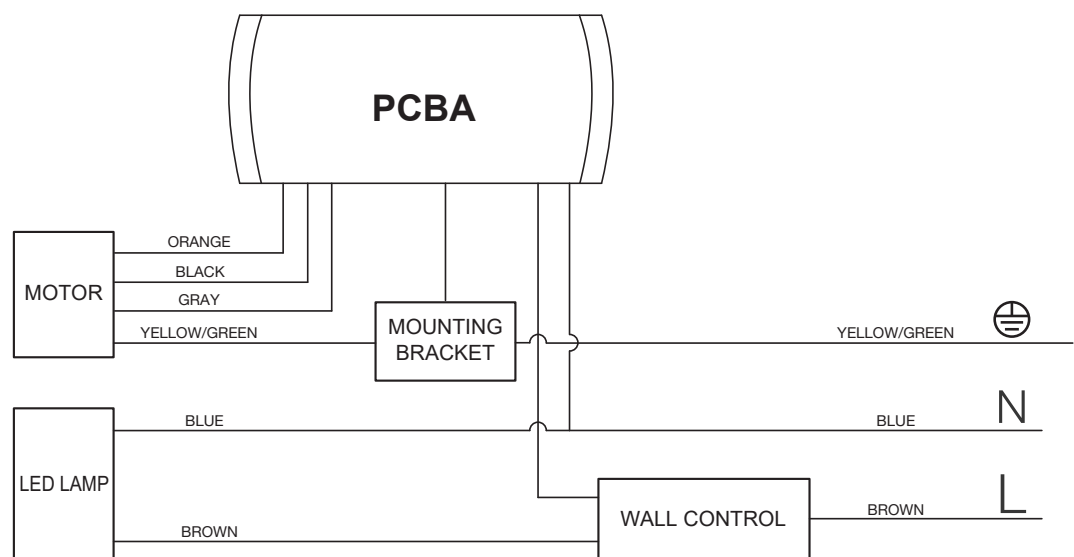 PCBA
ORANGE
BLACK
MOTOR
GRAY
YELLOW/GREEN
MOUNTING
BRACKET
YELLOW/GREEN
BLUE
BLUE
N
LED LAMP
BROWN
WALL CONTROL
BROWN
L